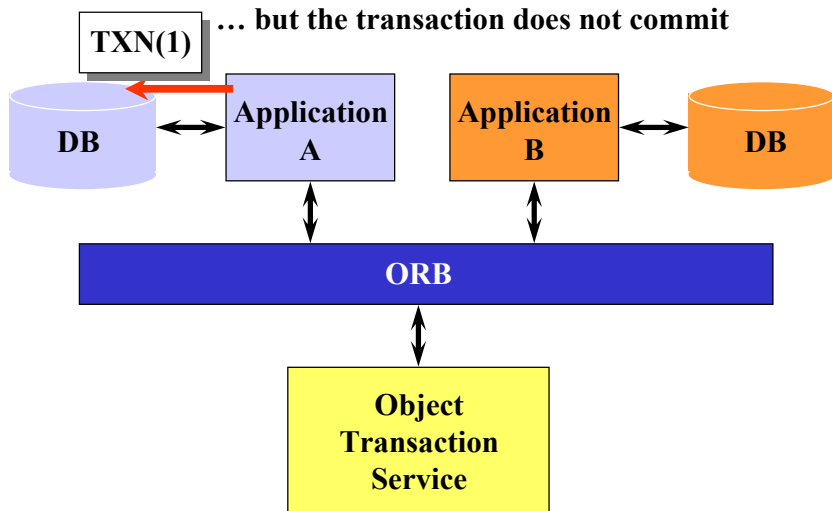 … but the transaction does not commit
TXN(1)
DB
Application
A
Application
B
DB
ORB
Object
Transaction
Service